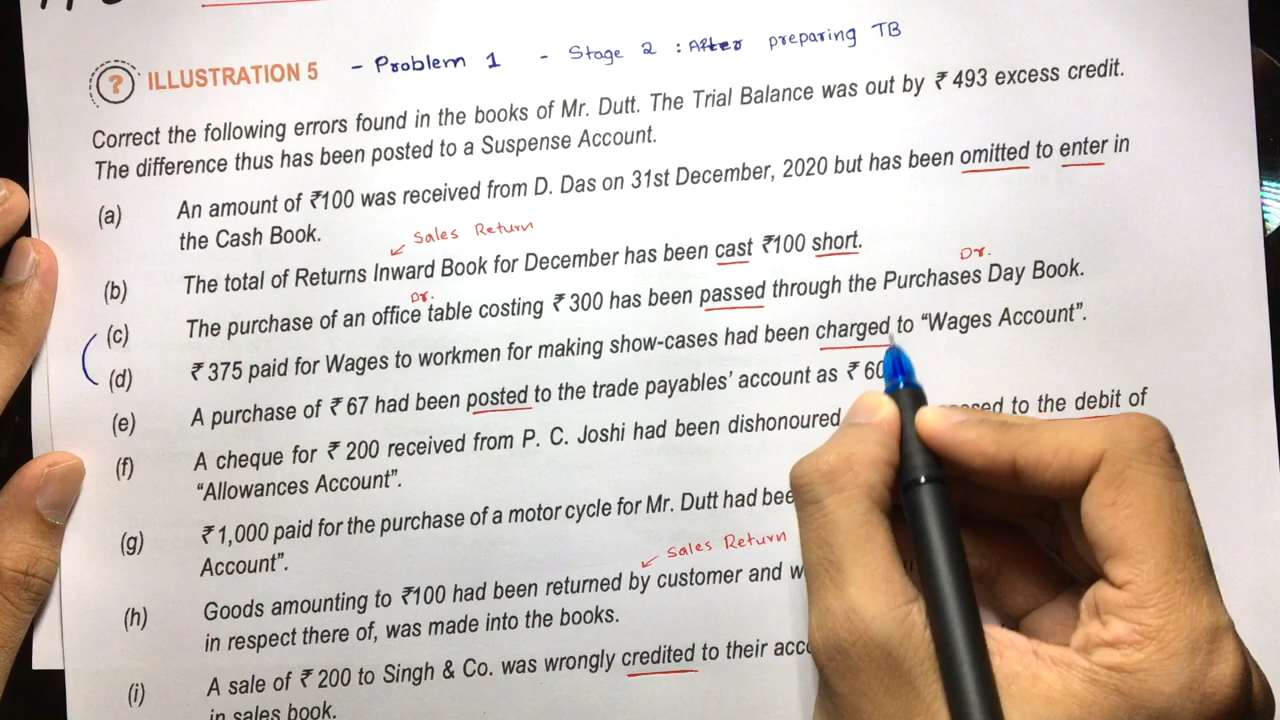 - Problem 1 - Stage 2 : After preparing TB
? ILLUSTRATION 5
Correct the following errors found in the books of Mr. Dutt. The Trial Balance was out by ₹ 493 excess credit.
The difference thus has been posted to a Suspense Account.
(a) An amount of ₹100 was received from D. Das on 31st December, 2020 but has been omitted to enter in
the Cash Book.
Sales Return
(b) The total of Returns Inward Book for December has been cast ₹100 short.
Dr. Dr.
(c) The purchase of an office table costing ₹ 300 has been passed through the Purchases Day Book.
(d) ₹ 375 paid for Wages to workmen for making show-cases had been charged to “Wages Account”.
(e) A purchase of ₹ 67 had been posted to the trade payables’ account as ₹ 60
(f) A cheque for ₹ 200 received from P. C. Joshi had been dishonoured to the debit of
“Allowances Account”.
(g) ₹ 1,000 paid for the purchase of a motor cycle for Mr. Dutt had
Account”.
Sales Return
(h) Goods amounting to ₹100 had been returned by customer and
in respect there of, was made into the books.
(i) A sale of ₹ 200 to Singh & Co. was wrongly credited to their
in sales book.